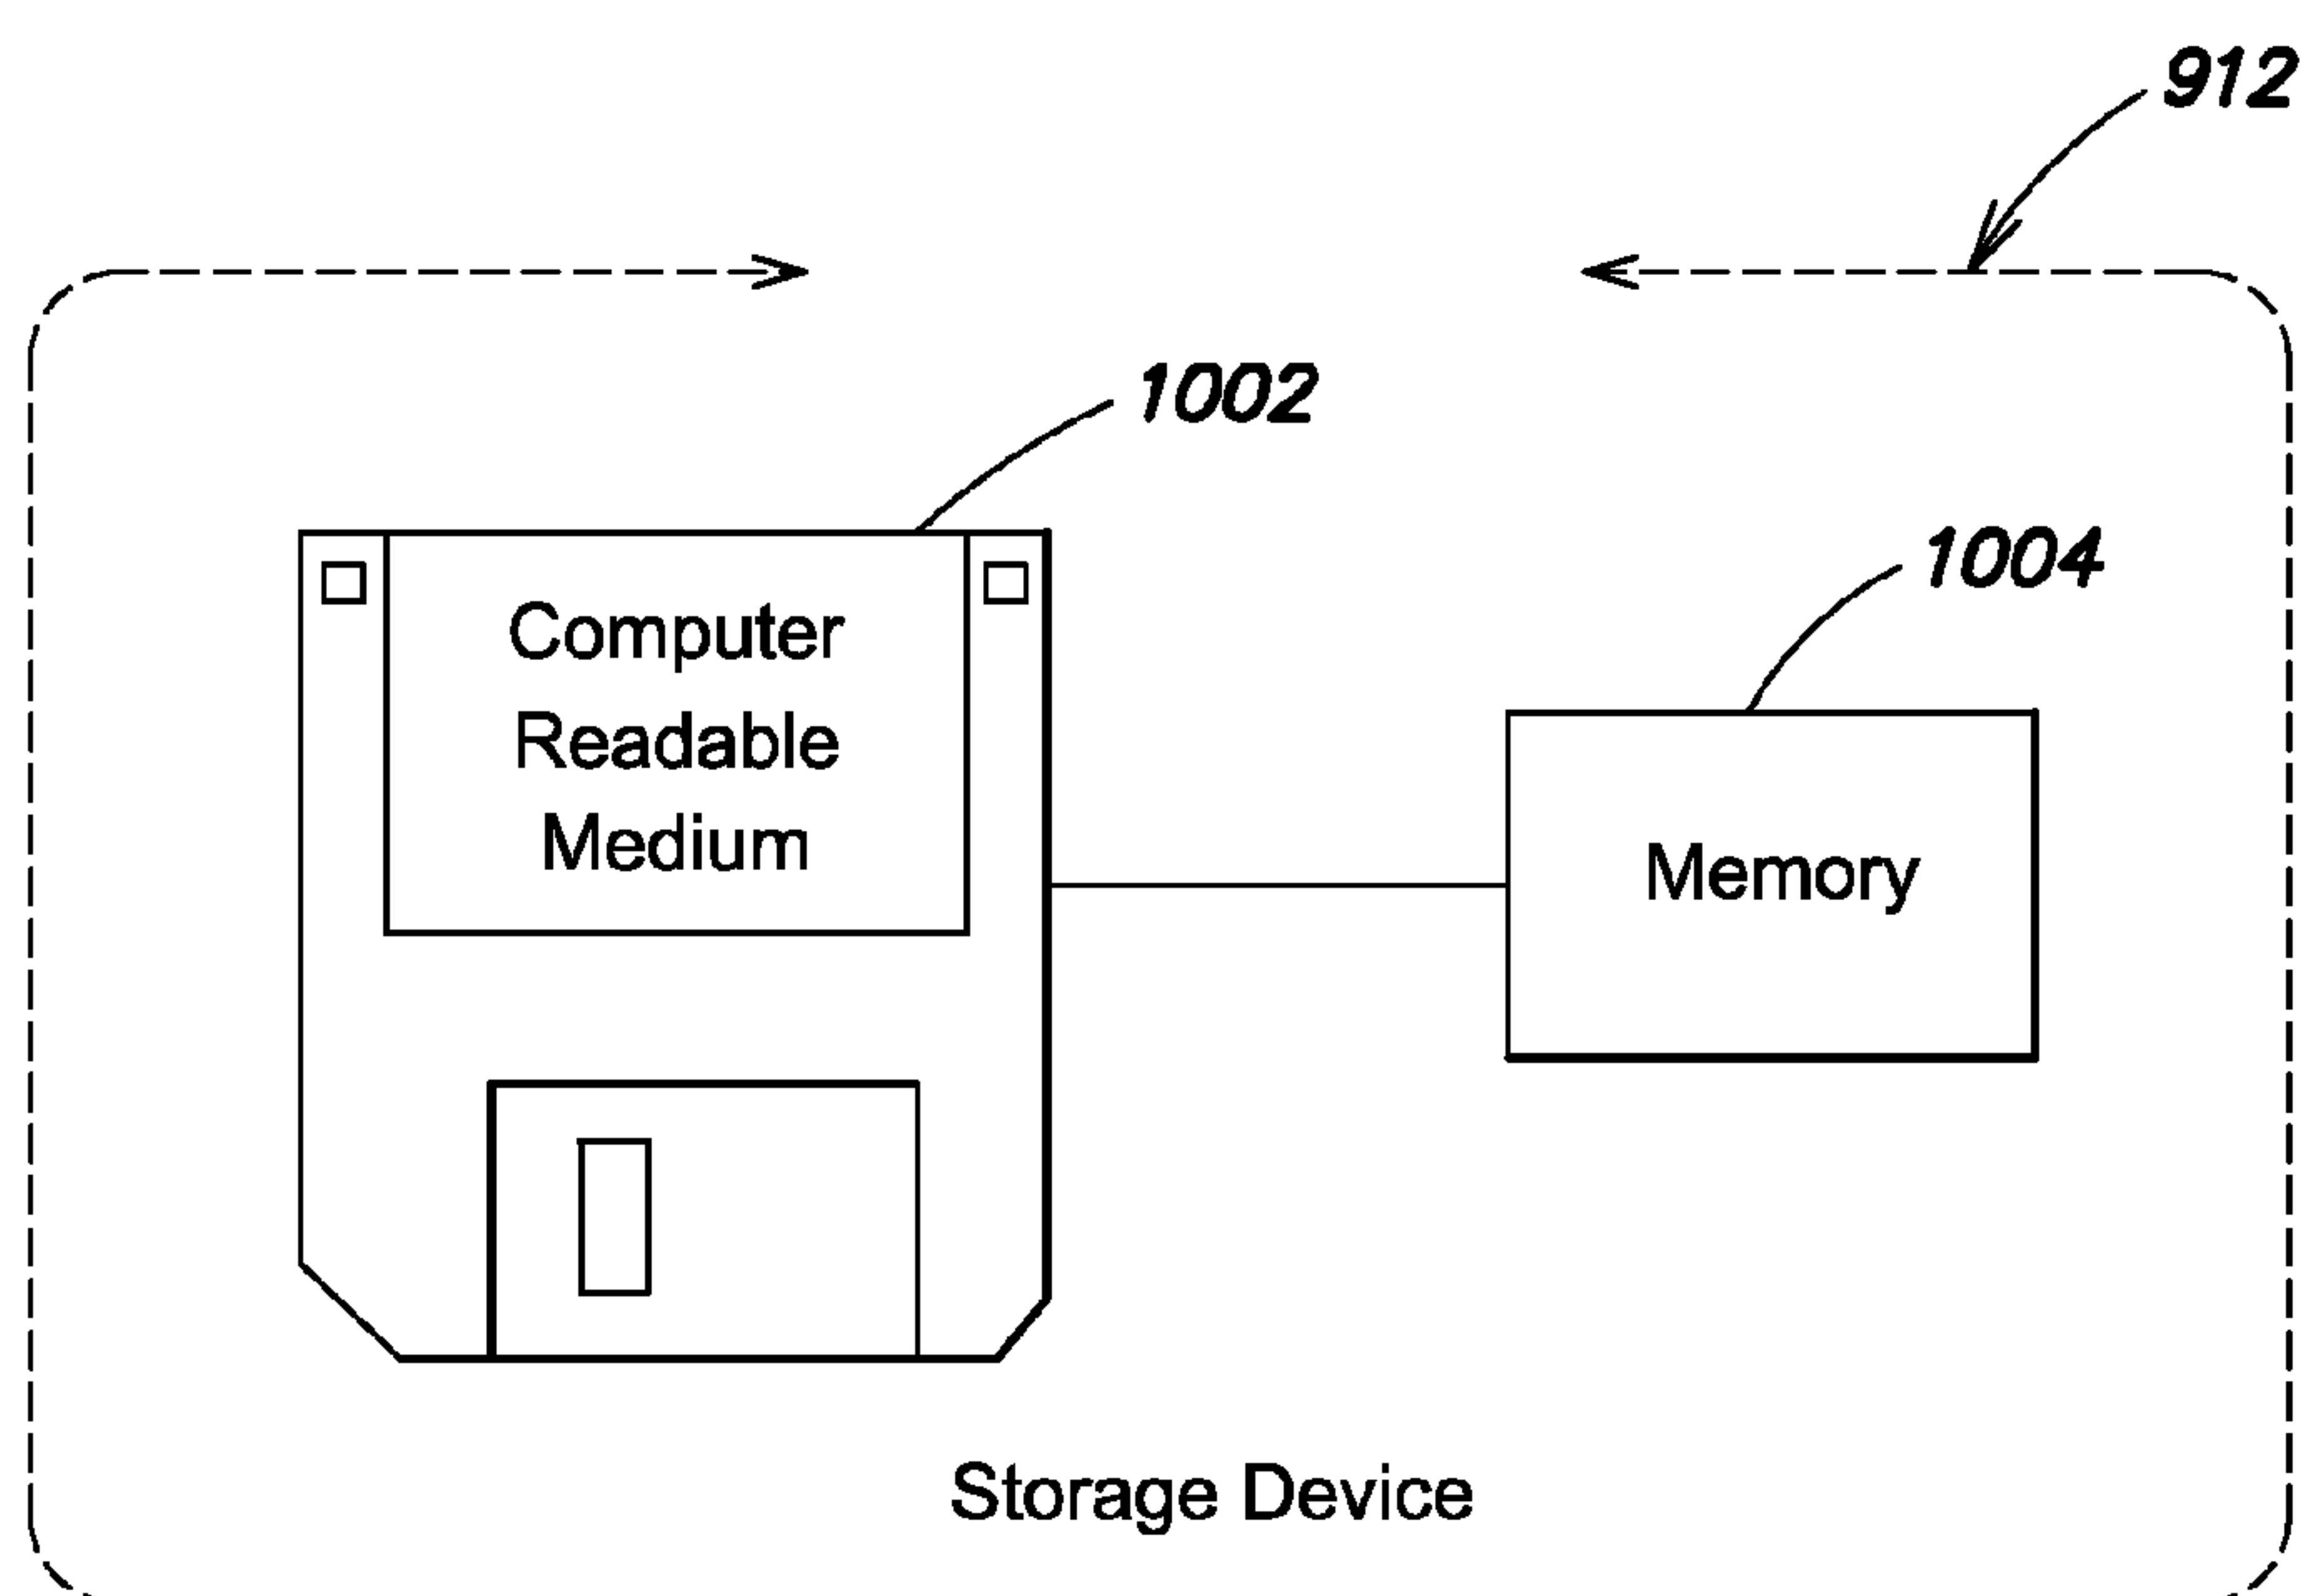 912
1002
1004
Computer
Readable
Medium
Memory
Storage Device